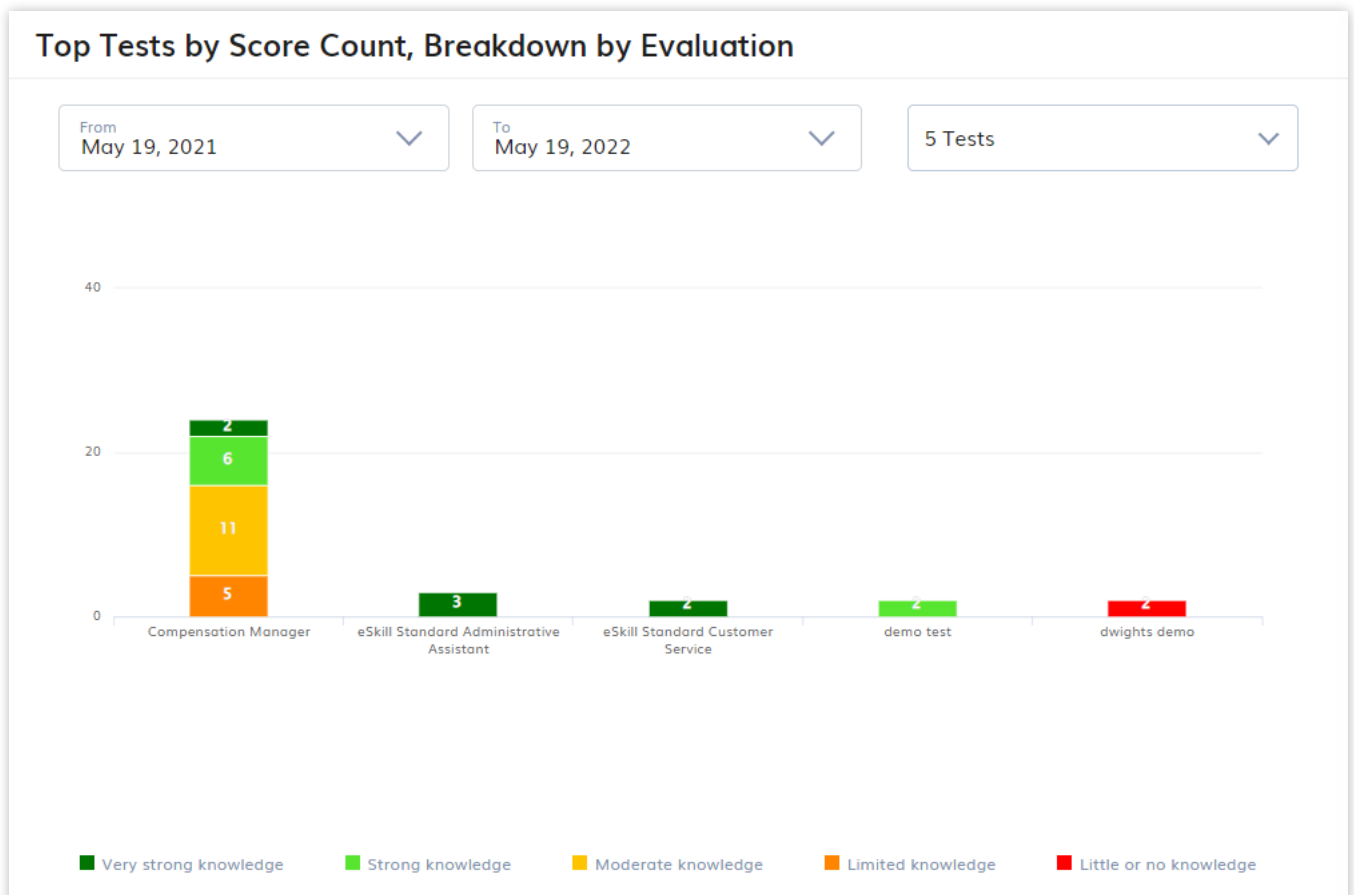 Top Tests by Score Count, Breakdown by Evaluation
From
May 19, 2021
To
May 19, 2022
5 Tests
40
20
0
2
6
11
5
3
2
2
2
Compensation Manager
eSkill Standard Administrative
Assistant
eSkill Standard Customer
Service
demo test
dwights demo
Very strong knowledge
Strong knowledge
Moderate knowledge
Limited knowledge
Little or no knowledge